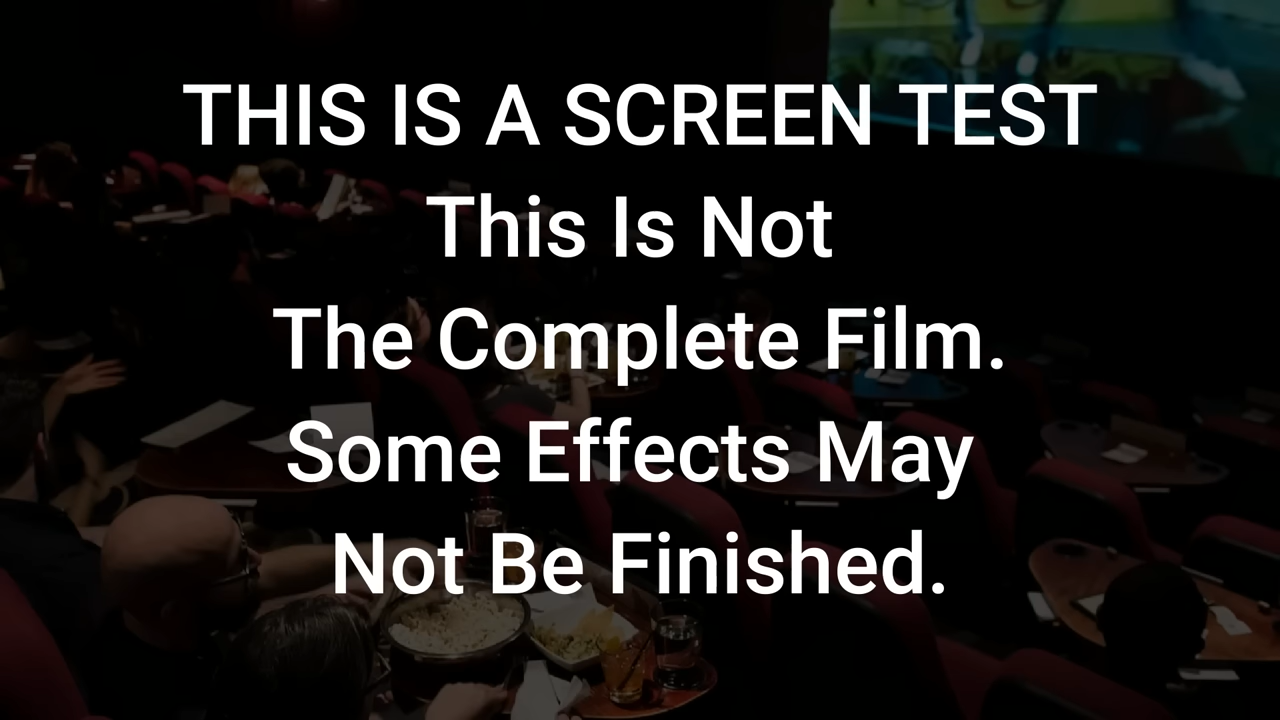 THIS IS A SCREEN TEST
This Is Not
The Complete Film.
Some Effects May
Not Be Finished.